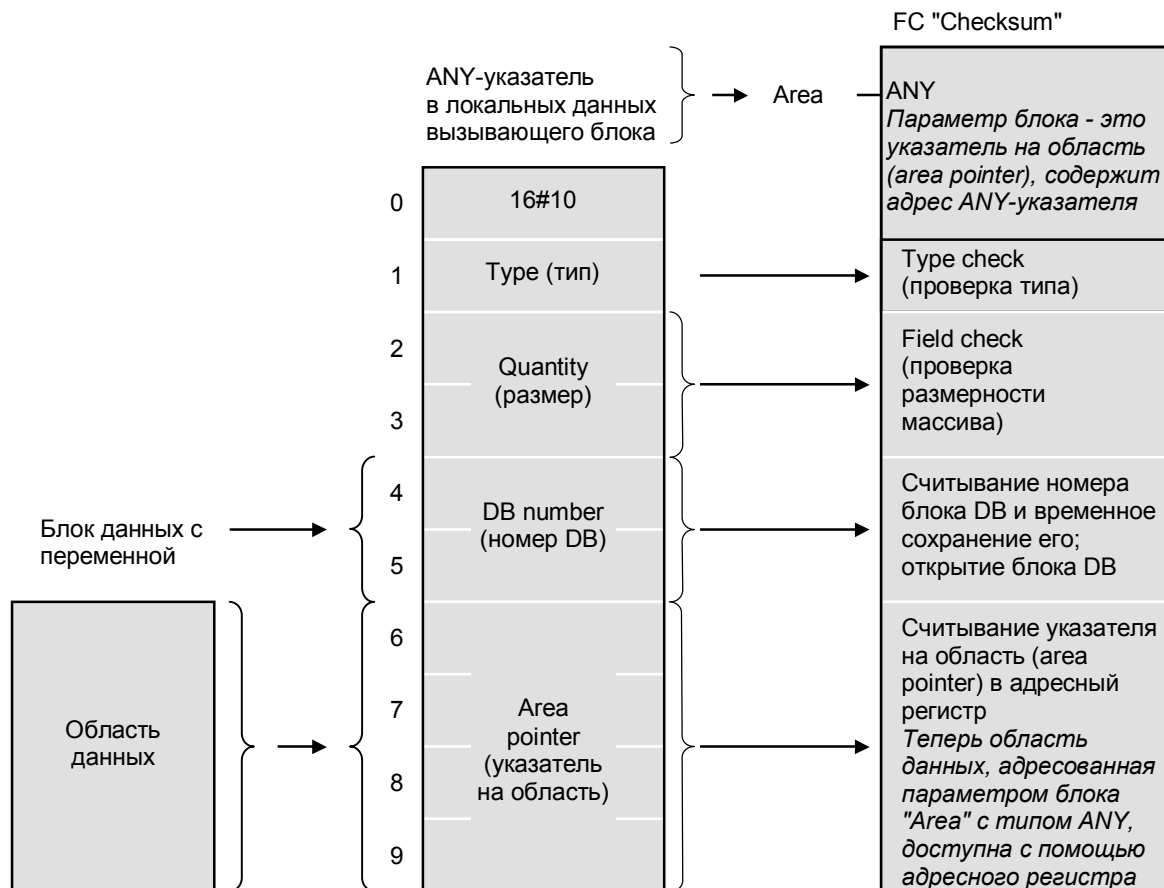 FC "Checksum"
ANY-указатель
в локальных данных
вызывающего блока
Area
ANY
Параметр блока - это
указатель на область
(area pointer), содержит
адрес ANY-указателя
0
16#10
1
Type (тип)
Type check
(проверка типа)
2
3
Quantity
(размер)
Field check
(проверка
размерности
массива)
Блок данных с
переменной
4
5
DB number
(номер DB)
Считывание номера
блока DB и временное
сохранение его;
открытие блока DB
Область
данных
6
7
8
9
Area
pointer
(указатель
на область)
Считывание указателя
на область (area
pointer) в адресный
регистр
Теперь область
данных, адресованная
параметром блока
"Area" с типом ANY,
доступна с помощью
адресного регистра